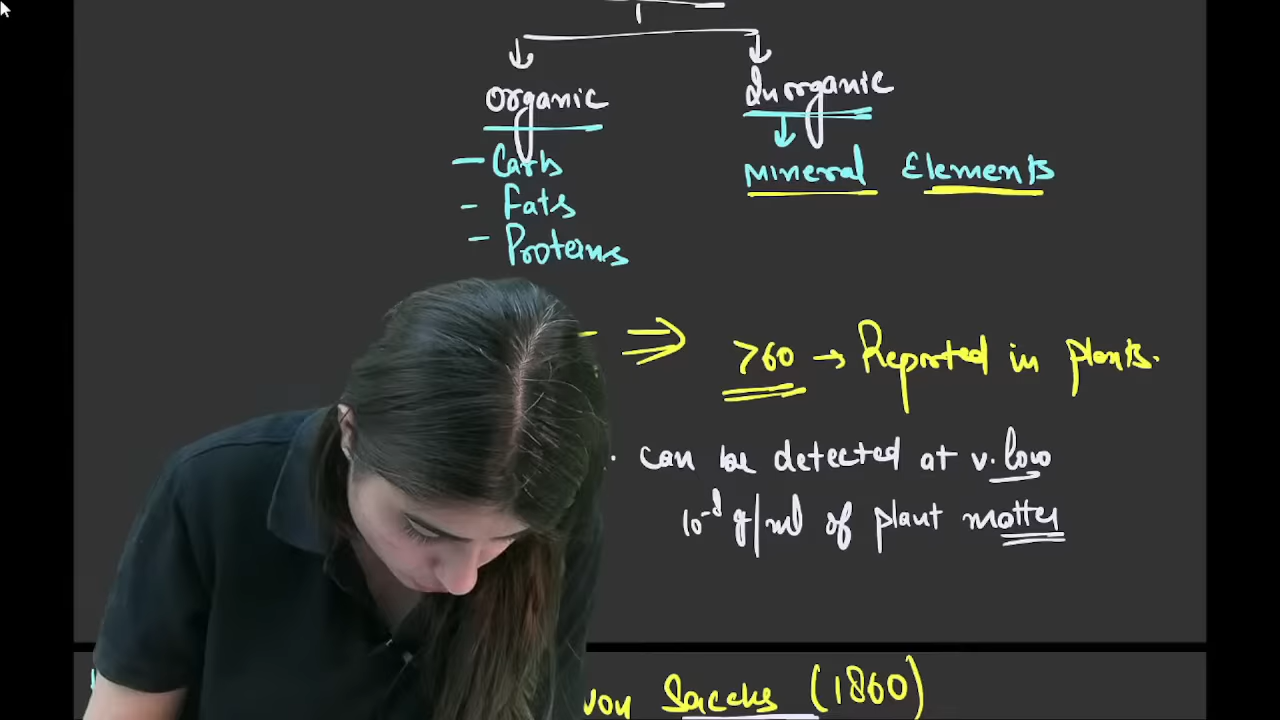 Organic
Inorganic
- Carbs
Mineral Elements
- Fats
- Proteins
⇒ >60 → Reported in plants.
can be detected at v. low
10⁻⁸ g/ml of plant matter
von Sacchs (1860)